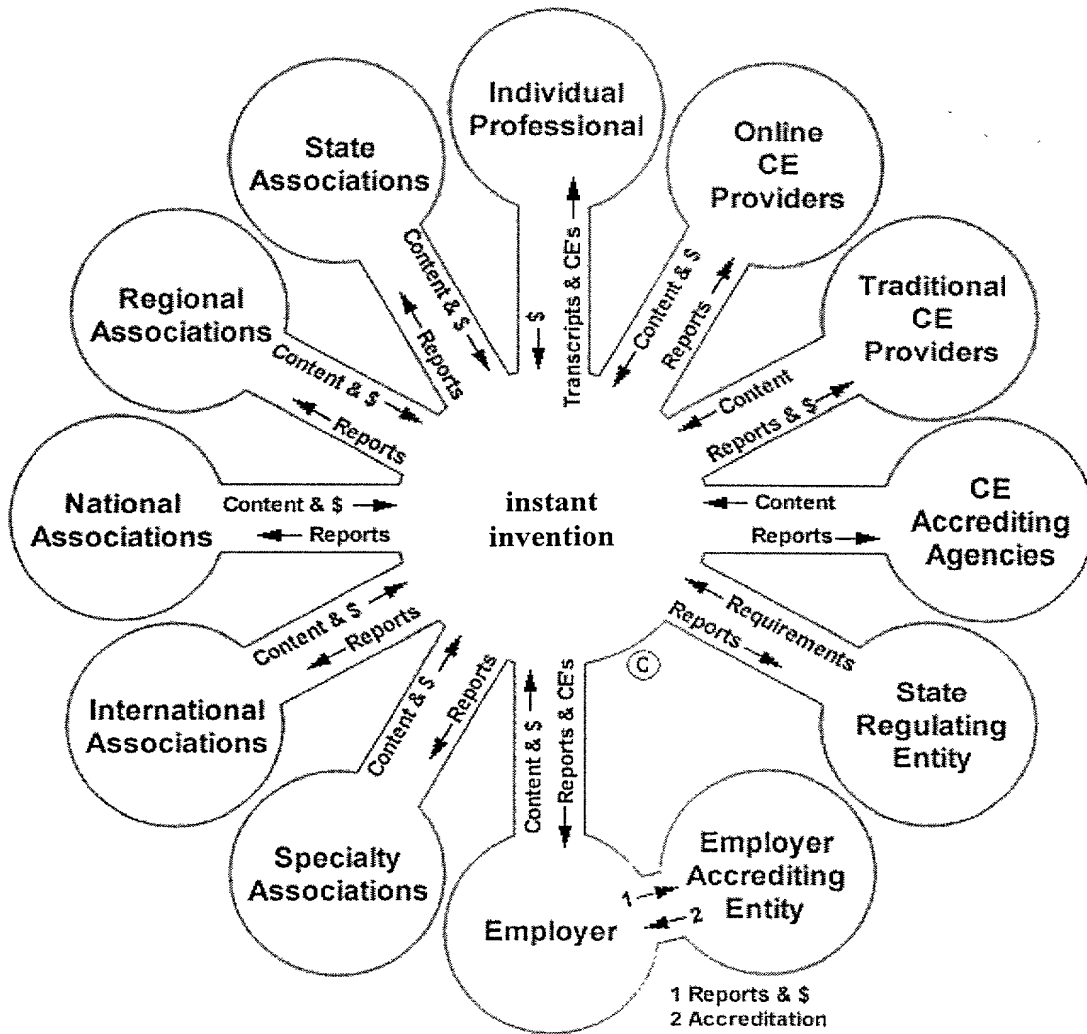 Individual
Professional
$
Transcripts & CE's
Online
CE
Providers
Content & $
Reports
Traditional
CE
Providers
Content
Reports & $
CE
Accrediting
Agencies
Content
Reports
State
Regulating
Entity
Requirements
Reports
Employer
Accrediting
Entity
1
2
1 Reports & $
2 Accreditation
Employer
Content & $
Reports & CE's
Specialty
Associations
Content & $
Reports
International
Associations
Content & $
Reports
National
Associations
Content & $
Reports
Regional
Associations
Content & $
Reports
State
Associations
Content & $
Reports
instant
invention
C